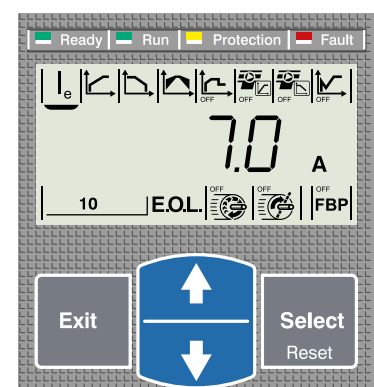 Ready Run Protection Fault
Ie
OFF OFF OFF OFF
7.0 A
10 E.O.L. OFF OFF OFF
FBP
Exit Select
Reset